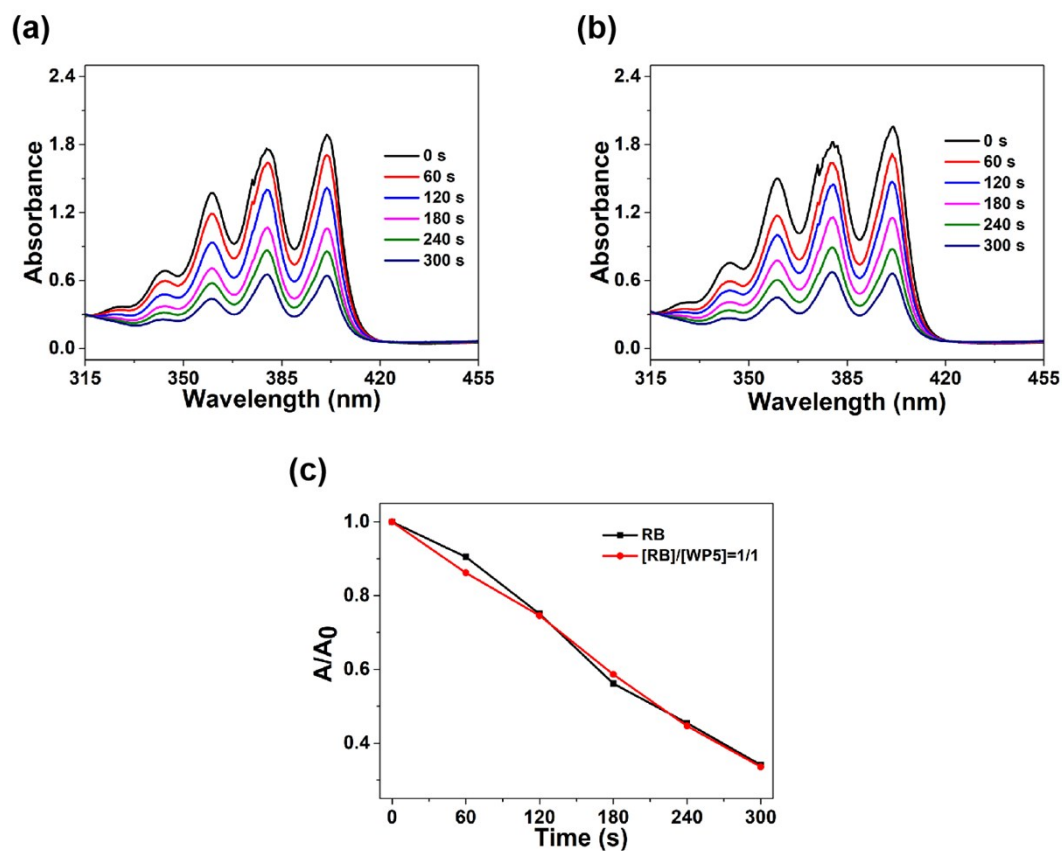 (a)
2.4
1.8
1.2
0.6
0.0
Absorbance
0 s
60 s
120 s
180 s
240 s
300 s
315 350 385 420 455
Wavelength (nm)
(b)
2.4
1.8
1.2
0.6
0.0
Absorbance
0 s
60 s
120 s
180 s
240 s
300 s
315 350 385 420 455
Wavelength (nm)
(c)
1.0
0.8
0.6
0.4
A/A0
RB
[RB]/[WP5]=1/1
0 60 120 180 240 300
Time (s)